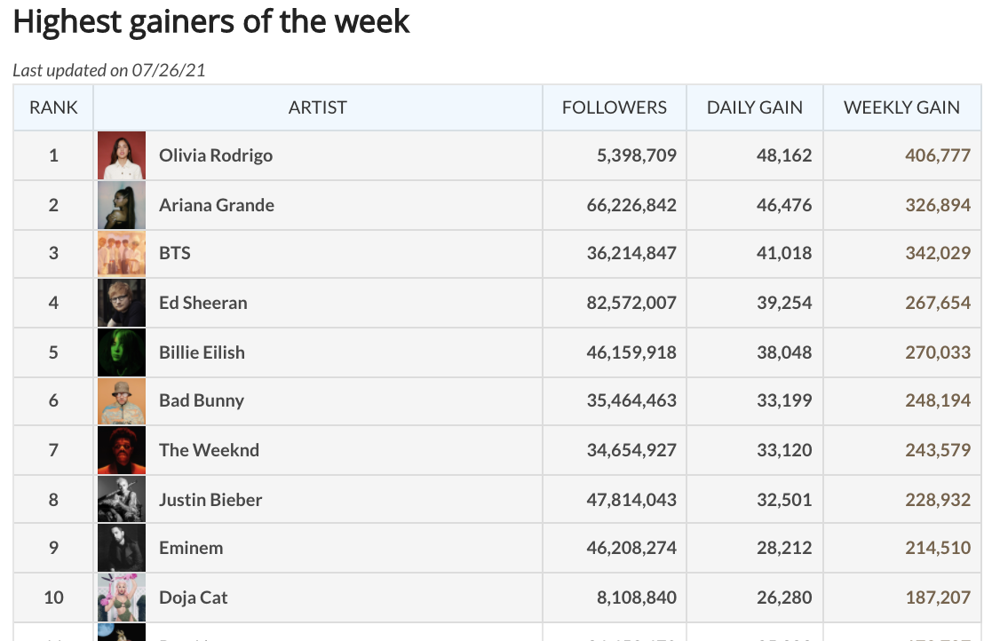 Highest gainers of the week
Last updated on 07/26/21
RANK ARTIST FOLLOWERS DAILY GAIN WEEKLY GAIN
1 Olivia Rodrigo 5,398,709 48,162 406,777
2 Ariana Grande 66,226,842 46,476 326,894
3 BTS 36,214,847 41,018 342,029
4 Ed Sheeran 82,572,007 39,254 267,654
5 Billie Eilish 46,159,918 38,048 270,033
6 Bad Bunny 35,464,463 33,199 248,194
7 The Weeknd 34,654,927 33,120 243,579
8 Justin Bieber 47,814,043 32,501 228,932
9 Eminem 46,208,274 28,212 214,510
10 Doja Cat 8,108,840 26,280 187,207